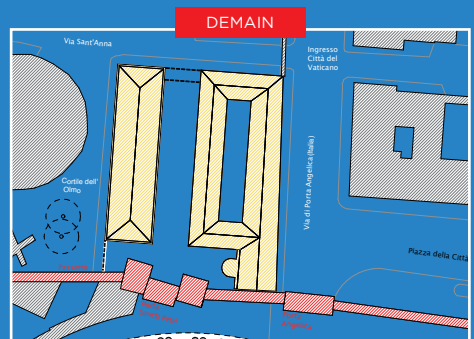 DEMAIN
Via Sant'Anna
Ingresso
Città del
Vaticano
Cortile dell'
Olmo
Via di Porta Angelica (Italia)
Piazza della Città
Porta
Angelica